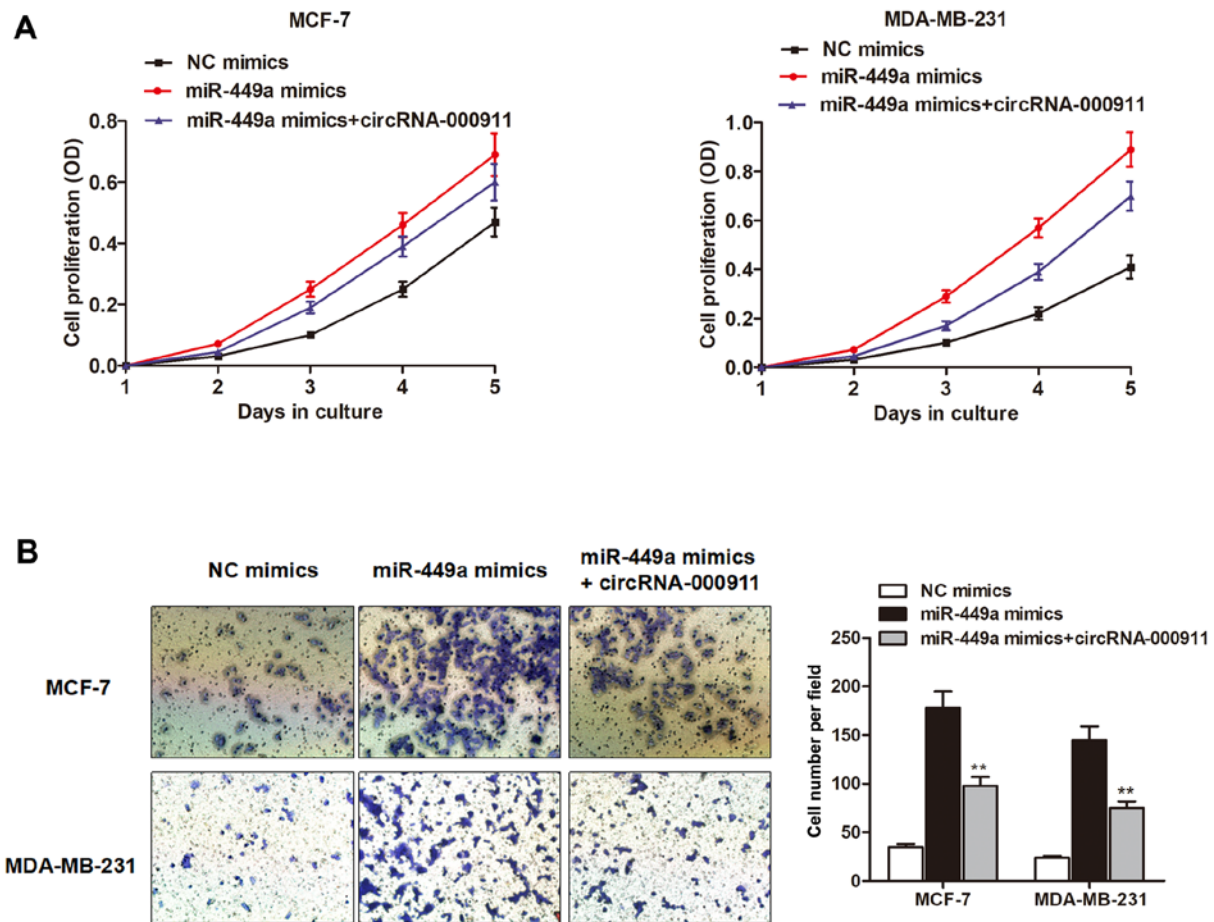 A
MCF-7
NC mimics
miR-449a mimics
miR-449a mimics+circRNA-000911
Cell proliferation (OD)
0.8
0.6
0.4
0.2
0.0
1 2 3 4 5
Days in culture
MDA-MB-231
NC mimics
miR-449a mimics
miR-449a mimics+circRNA-000911
Cell proliferation (OD)
1.0
0.8
0.6
0.4
0.2
0.0
1 2 3 4 5
Days in culture
B
NC mimics
miR-449a mimics
miR-449a mimics
+ circRNA-000911
MCF-7
MDA-MB-231
NC mimics
miR-449a mimics
miR-449a mimics+circRNA-000911
Cell number per field
250
200
150
100
50
0
**
**
MCF-7
MDA-MB-231